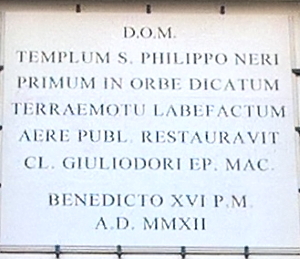 D.O.M.
TEMPLUM S. PHILIPPO NERI
PRIMUM IN ORBE DICATUM
TERRAEMOTU LABEFACTUM
AERE PUBL. RESTAURAVIT
CL. GIULIODORI EP. MAC.
BENEDICTO XVI P.M.
A.D. MMXII